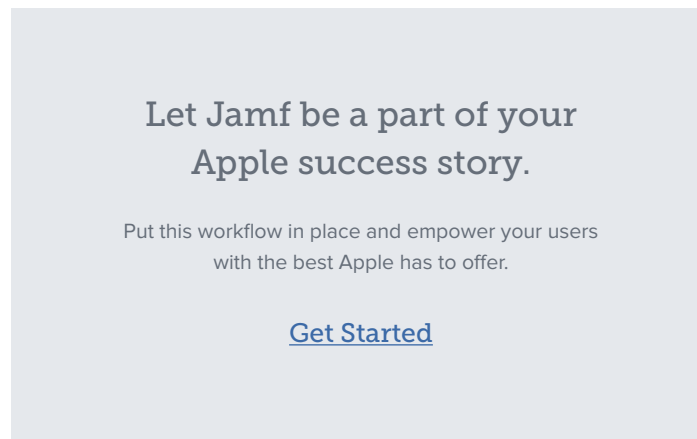 Let Jamf be a part of your
Apple success story.
Put this workflow in place and empower your users
with the best Apple has to offer.
Get Started